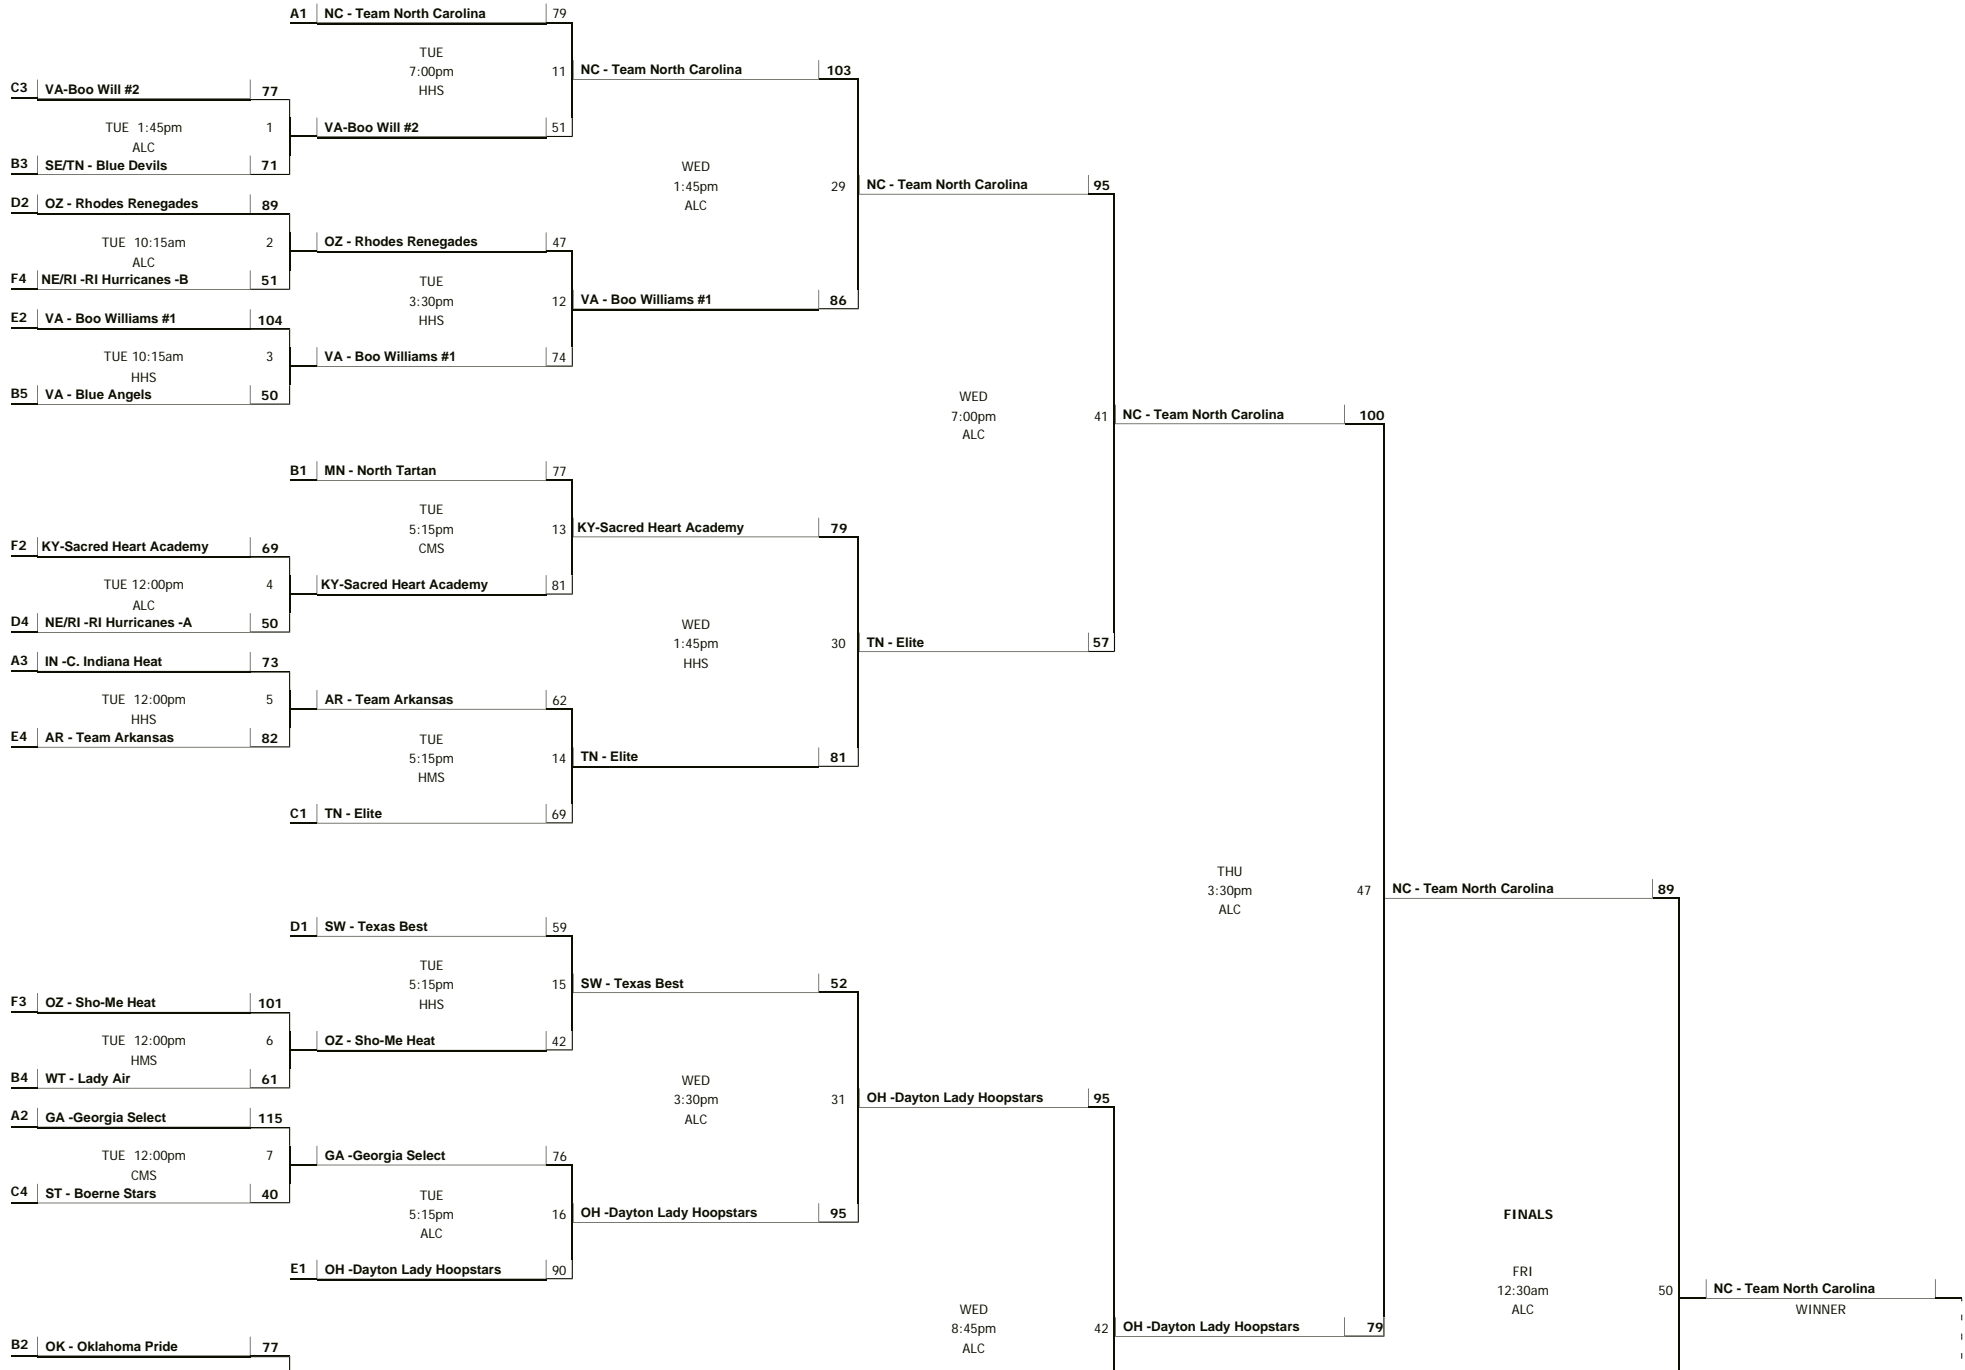 A1 NC - Team North Carolina 79
TUE
7:00pm 11 NC - Team North Carolina 103
HHS
C3 VA-Boo Will #2 77
TUE 1:45pm 1 VA-Boo Will #2 51
ALC
B3 SE/TN - Blue Devils 71
WED
1:45pm 29 NC - Team North Carolina 95
ALC
D2 OZ - Rhodes Renegades 89
TUE 10:15am 2 OZ - Rhodes Renegades 47
ALC
F4 NE/RI -RI Hurricanes -B 51
TUE
3:30pm 12 VA - Boo Williams #1 86
HHS
E2 VA - Boo Williams #1 104
TUE 10:15am 3 VA - Boo Williams #1 74
HHS
B5 VA - Blue Angels 50
WED
7:00pm 41 NC - Team North Carolina 100
ALC
B1 MN - North Tartan 77
TUE
5:15pm 13 KY-Sacred Heart Academy 79
CMS
F2 KY-Sacred Heart Academy 69
TUE 12:00pm 4 KY-Sacred Heart Academy 81
ALC
D4 NE/RI -RI Hurricanes -A 50
WED
1:45pm 30 TN - Elite 57
HHS
A3 IN -C. Indiana Heat 73
TUE 12:00pm 5 AR - Team Arkansas 62
HHS
E4 AR - Team Arkansas 82
TUE
5:15pm 14 TN - Elite 81
HMS
C1 TN - Elite 69
THU
3:30pm 47 NC - Team North Carolina 89
ALC
D1 SW - Texas Best 59
TUE
5:15pm 15 SW - Texas Best 52
HHS
F3 OZ - Sho-Me Heat 101
TUE 12:00pm 6 OZ - Sho-Me Heat 42
HMS
B4 WT - Lady Air 61
WED
3:30pm 31 OH -Dayton Lady Hoopstars 95
ALC
A2 GA -Georgia Select 115
TUE 12:00pm 7 GA -Georgia Select 76
CMS
C4 ST - Boerne Stars 40
TUE
5:15pm 16 OH -Dayton Lady Hoopstars 95
ALC
FINALS
E1 OH -Dayton Lady Hoopstars 90
FRI
12:30am 50 NC - Team North Carolina
ALC WINNER
WED
8:45pm 42 OH -Dayton Lady Hoopstars 79
ALC
B2 OK - Oklahoma Pride 77